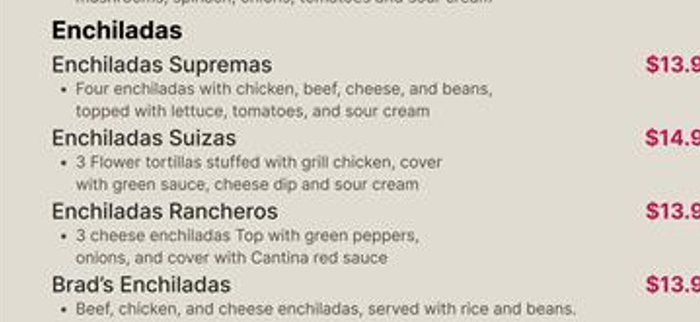 Enchiladas
Enchiladas Supremas $13.9
• Four enchiladas with chicken, beef, cheese, and beans,
topped with lettuce, tomatoes, and sour cream
Enchiladas Suizas $14.9
• 3 Flower tortillas stuffed with grill chicken, cover
with green sauce, cheese dip and sour cream
Enchiladas Rancheros $13.9
• 3 cheese enchiladas Top with green peppers,
onions, and cover with Cantina red sauce
Brad's Enchiladas $13.9
• Beef, chicken, and cheese enchiladas, served with rice and beans.